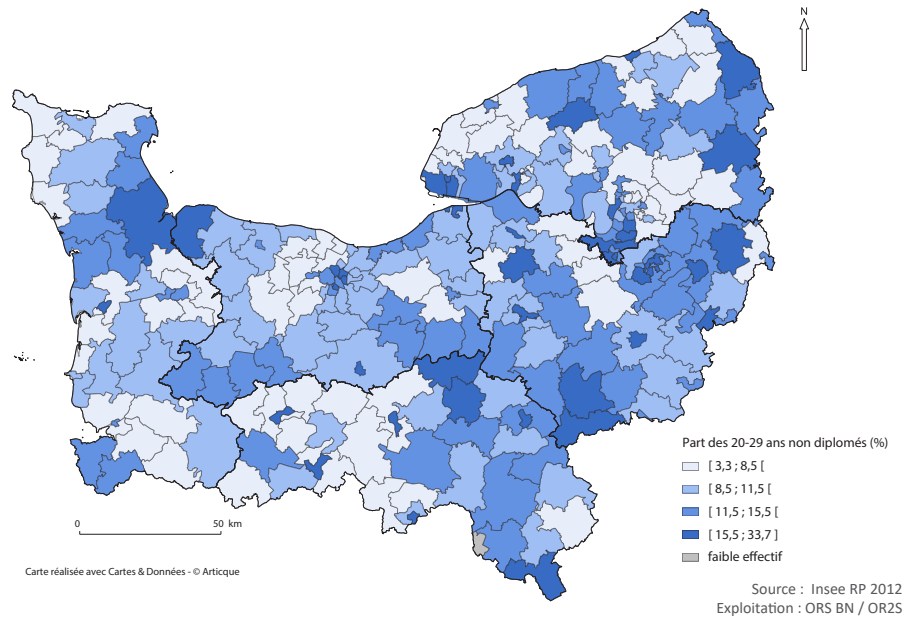 N
Part des 20-29 ans non diplomés (%)
[ 3,3 ; 8,5 [
[ 8,5 ; 11,5 [
[ 11,5 ; 15,5 [
[ 15,5 ; 33,7 ]
faible effectif
0 50 km
Carte réalisée avec Cartes & Données - © Articque
Source : Insee RP 2012
Exploitation : ORS BN / OR2S